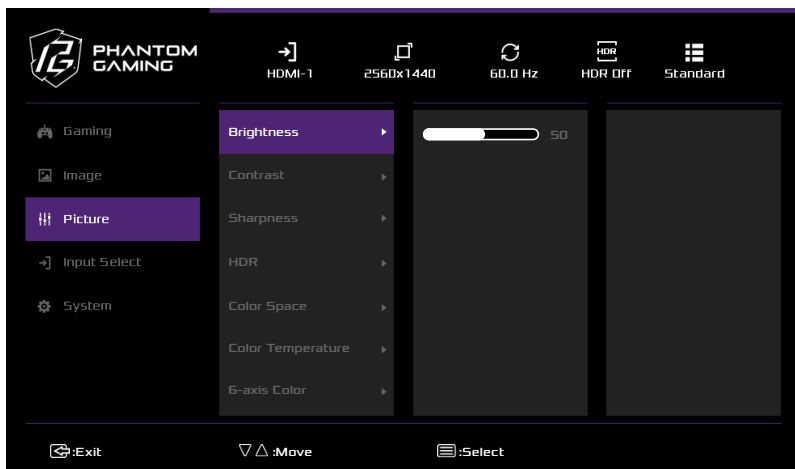 PHANTOM
GAMING
HDMI-1
2560x1440
60.0 Hz
HDR
HDR Off
Standard
Gaming
Image
Picture
Input Select
System
Brightness
Contrast
Sharpness
HDR
Color Space
Color Temperature
6-axis Color
50
:Exit
:Move
:Select